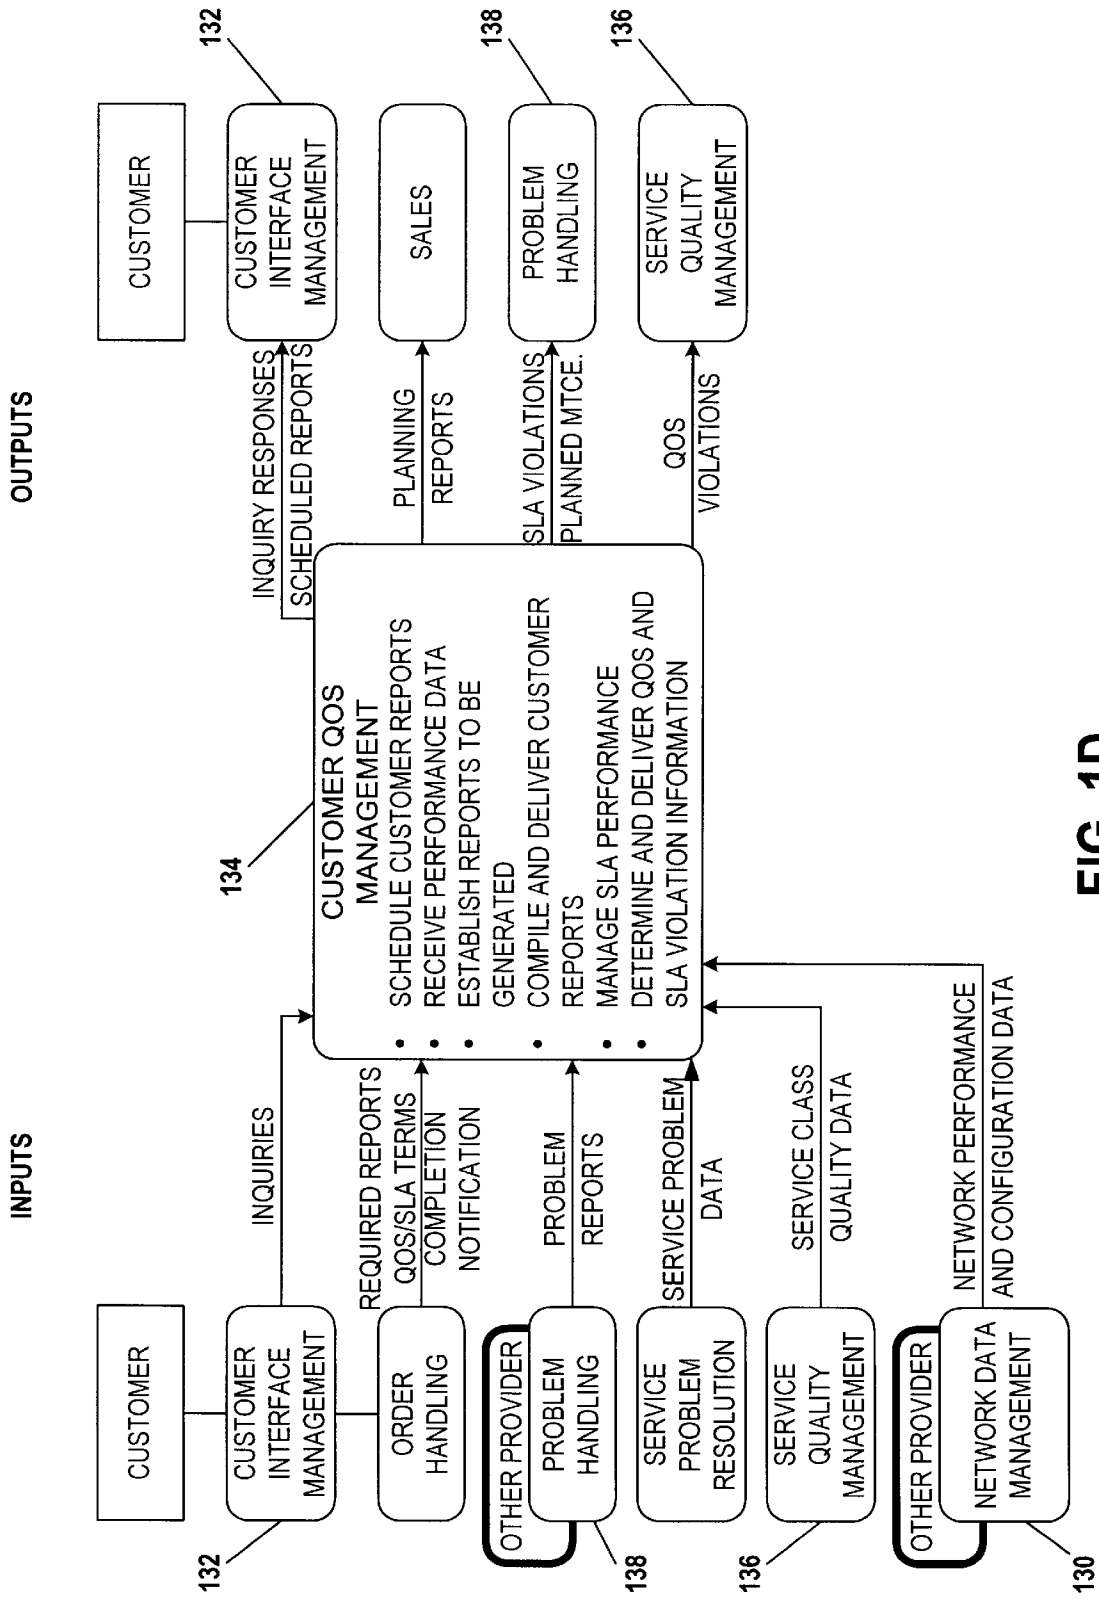 INPUTS
OUTPUTS
CUSTOMER
CUSTOMER
INTERFACE
MANAGEMENT
132
INQUIRIES
ORDER
HANDLING
REQUIRED REPORTS
QOS/SLA TERMS
COMPLETION
NOTIFICATION
OTHER PROVIDER
PROBLEM
HANDLING
138
PROBLEM
REPORTS
SERVICE
PROBLEM
RESOLUTION
SERVICE PROBLEM
DATA
SERVICE
QUALITY
MANAGEMENT
136
SERVICE CLASS
QUALITY DATA
OTHER PROVIDER
NETWORK DATA
MANAGEMENT
130
NETWORK PERFORMANCE
AND CONFIGURATION DATA
134
CUSTOMER QOS
MANAGEMENT
• SCHEDULE CUSTOMER REPORTS
• RECEIVE PERFORMANCE DATA
• ESTABLISH REPORTS TO BE
GENERATED
• COMPILE AND DELIVER CUSTOMER
REPORTS
• MANAGE SLA PERFORMANCE
• DETERMINE AND DELIVER QOS AND
SLA VIOLATION INFORMATION
INQUIRY RESPONSES
SCHEDULED REPORTS
CUSTOMER
CUSTOMER
INTERFACE
MANAGEMENT
132
PLANNING
REPORTS
SALES
SLA VIOLATIONS
PLANNED MTCE.
PROBLEM
HANDLING
138
QOS
VIOLATIONS
SERVICE
QUALITY
MANAGEMENT
136
FIG. 1D